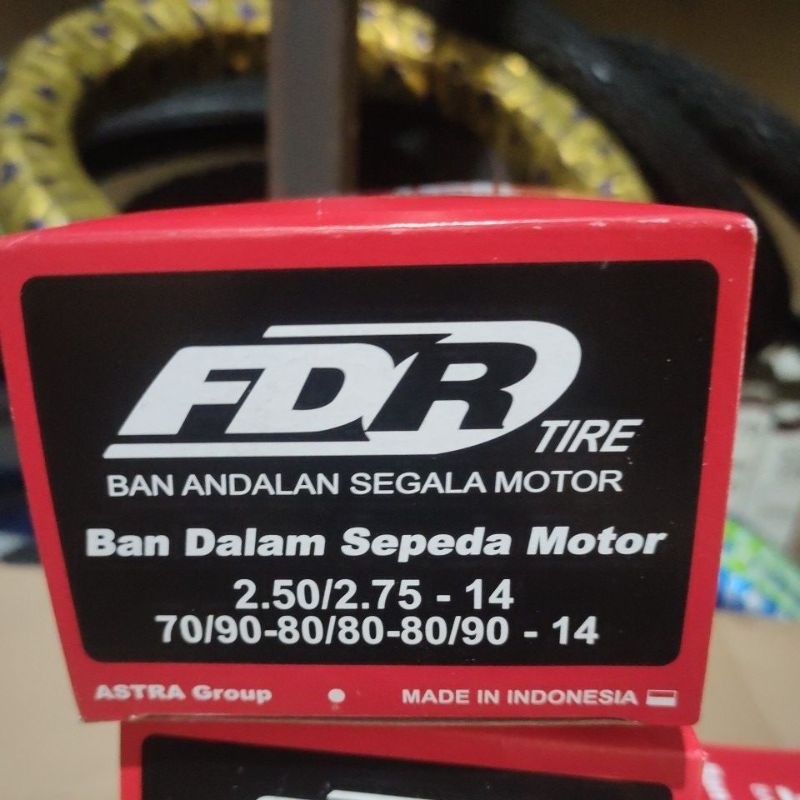 FDR TIRE
BAN ANDALAN SEGALA MOTOR
Ban Dalam Sepeda Motor
2.50/2.75 - 14
70/90-80/80-80/90 - 14
ASTRA Group • MADE IN INDONESIA